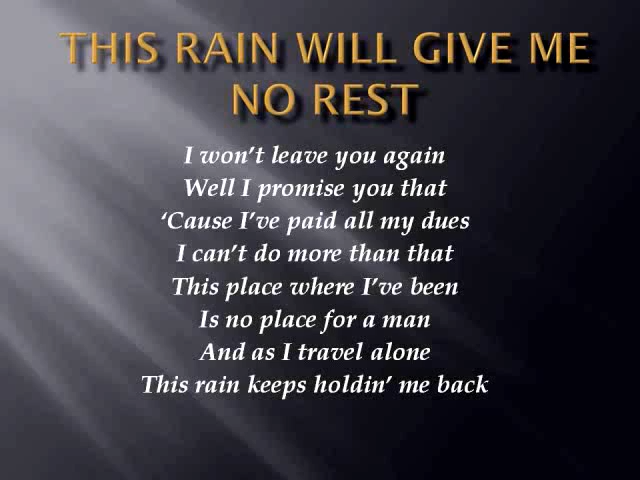 THIS RAIN WILL GIVE ME
NO REST
I won’t leave you again
Well I promise you that
‘Cause I’ve paid all my dues
I can’t do more than that
This place where I’ve been
Is no place for a man
And as I travel alone
This rain keeps holdin’ me back